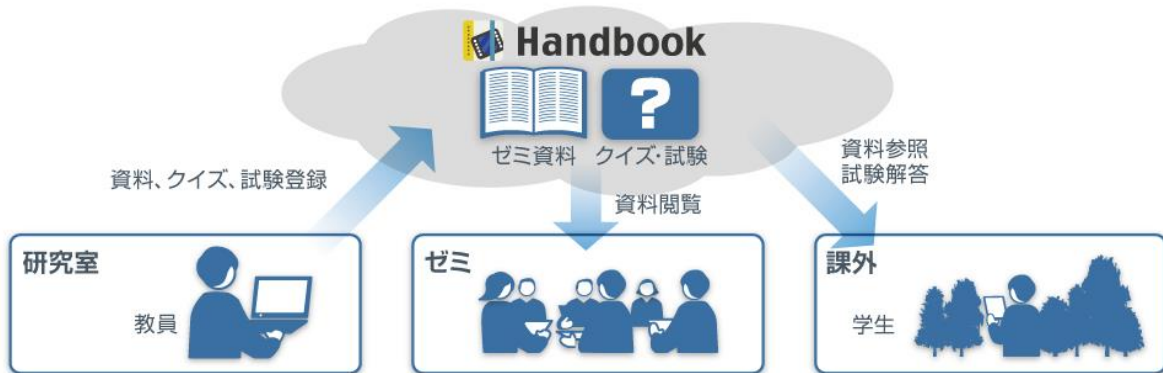 Handbook
ゼミ資料
クイズ・試験
資料、クイズ、試験登録
資料閲覧
資料参照
試験解答
研究室
教員
ゼミ
課外
学生